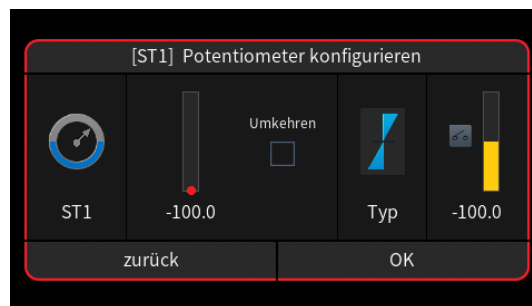 [ST1] Potentiometer konfigurieren
Umkehren
ST1
-100.0
Typ
-100.0
zurück
OK